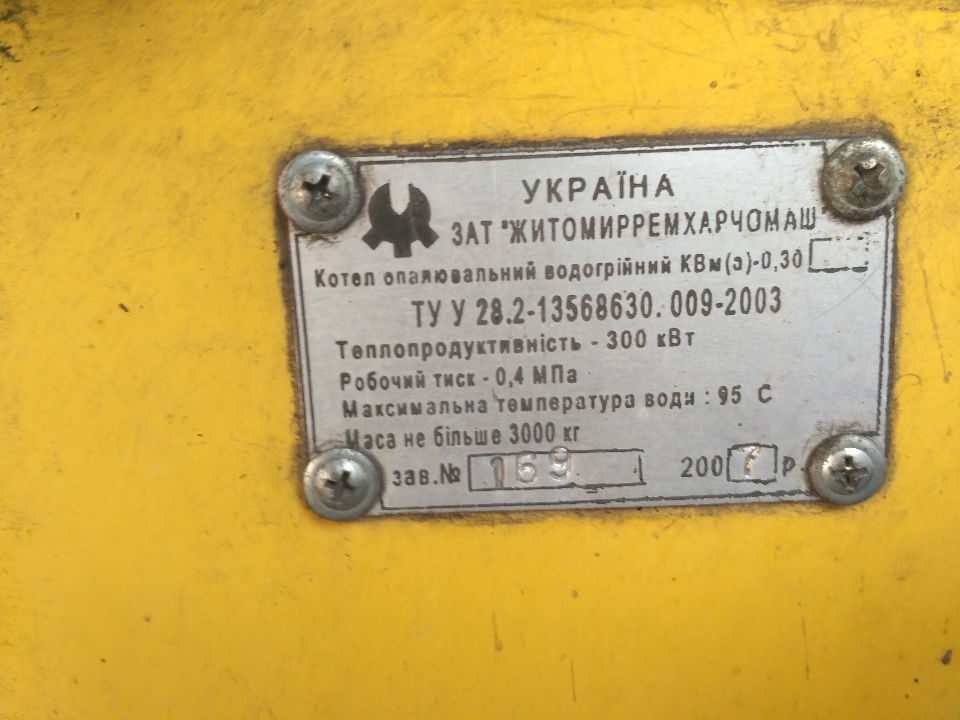 УКРАЇНА
ЗАТ "ЖИТОМИРРЕМХАРЧОМАШ"
Котел опалювальний водогрійний КВм(а)-0,30
ТУ У 28.2-13568630. 009-2003
Теплопродуктивність - 300 кВт
Робочий тиск - 0,4 МПа
Максимальна температура води : 95 С
Маса не більше 3000 кг
зав.№ 169 2007 р.